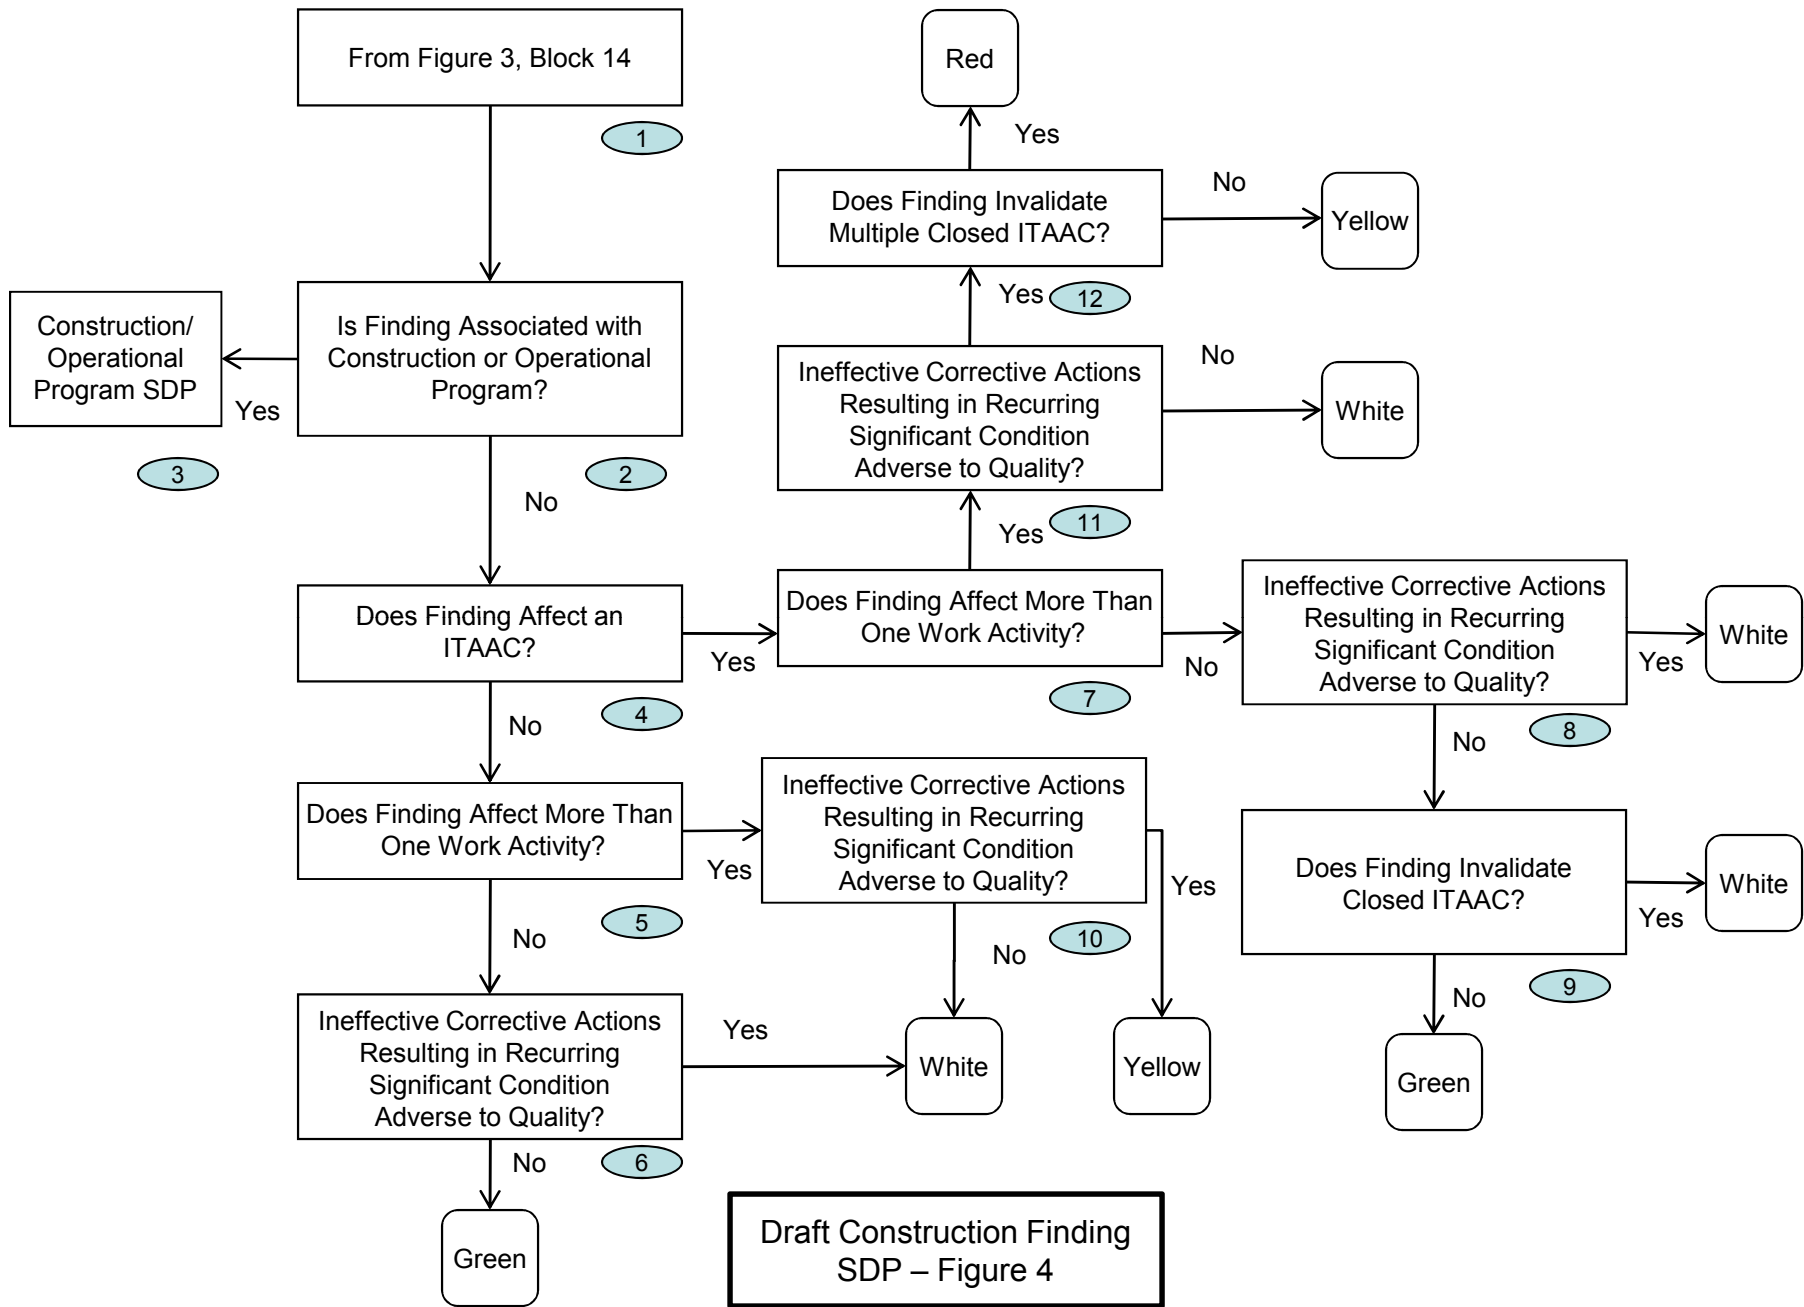 From Figure 3, Block 14
1
Red
Yes
Does Finding Invalidate
Multiple Closed ITAAC?
No
Yellow
Yes
12
Construction/
Operational
Program SDP
Yes
3
Is Finding Associated with
Construction or Operational
Program?
2
No
Ineffective Corrective Actions
Resulting in Recurring
Significant Condition
Adverse to Quality?
No
White
Yes
11
Does Finding Affect an
ITAAC?
Yes
4
No
Does Finding Affect More Than
One Work Activity?
7
No
Ineffective Corrective Actions
Resulting in Recurring
Significant Condition
Adverse to Quality?
Yes
White
8
No
Does Finding Affect More Than
One Work Activity?
Yes
5
No
Ineffective Corrective Actions
Resulting in Recurring
Significant Condition
Adverse to Quality?
Yes
10
No
Does Finding Invalidate
Closed ITAAC?
Yes
White
9
No
Green
Ineffective Corrective Actions
Resulting in Recurring
Significant Condition
Adverse to Quality?
Yes
White
Yellow
6
No
Green
Draft Construction Finding
SDP – Figure 4